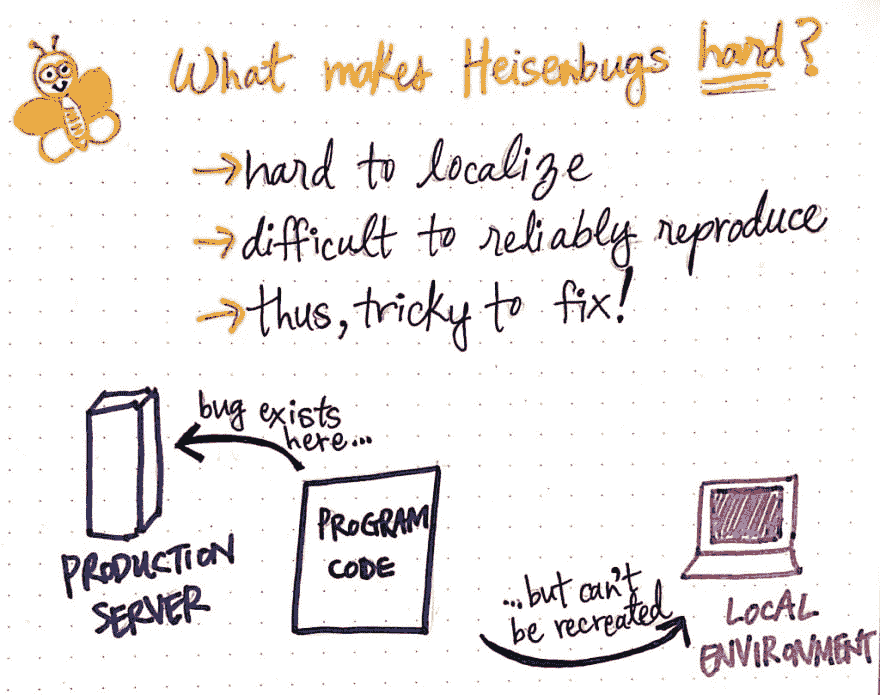 What makes Heisenbugs hard?
→hard to localize
→difficult to reliably reproduce
→thus, tricky to fix!
bug exists
here...
PRODUCTION
SERVER
PROGRAM
CODE
...but can't
be recreated
LOCAL
ENVIRONMENT